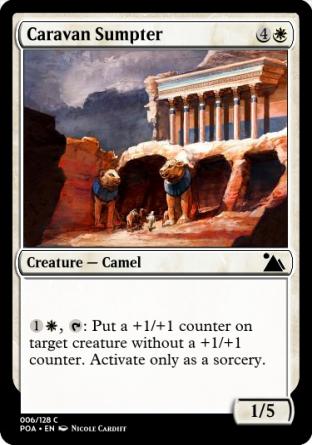 Caravan Sumpter 4
Creature — Camel
1, : Put a +1/+1 counter on
target creature without a +1/+1
counter. Activate only as a sorcery.
1/5
006/128 C
POA • EN Nicole Cardiff